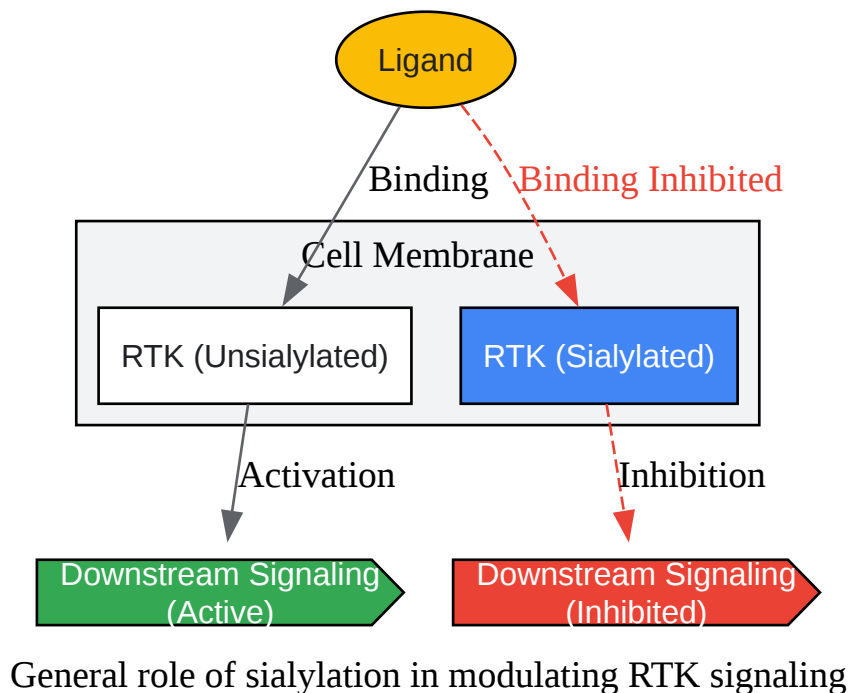 Ligand
Binding
Binding Inhibited
Cell Membrane
RTK (Unsialylated)
RTK (Sialylated)
Activation
Inhibition
Downstream Signaling
(Active)
Downstream Signaling
(Inhibited)
General role of sialylation in modulating RTK signaling